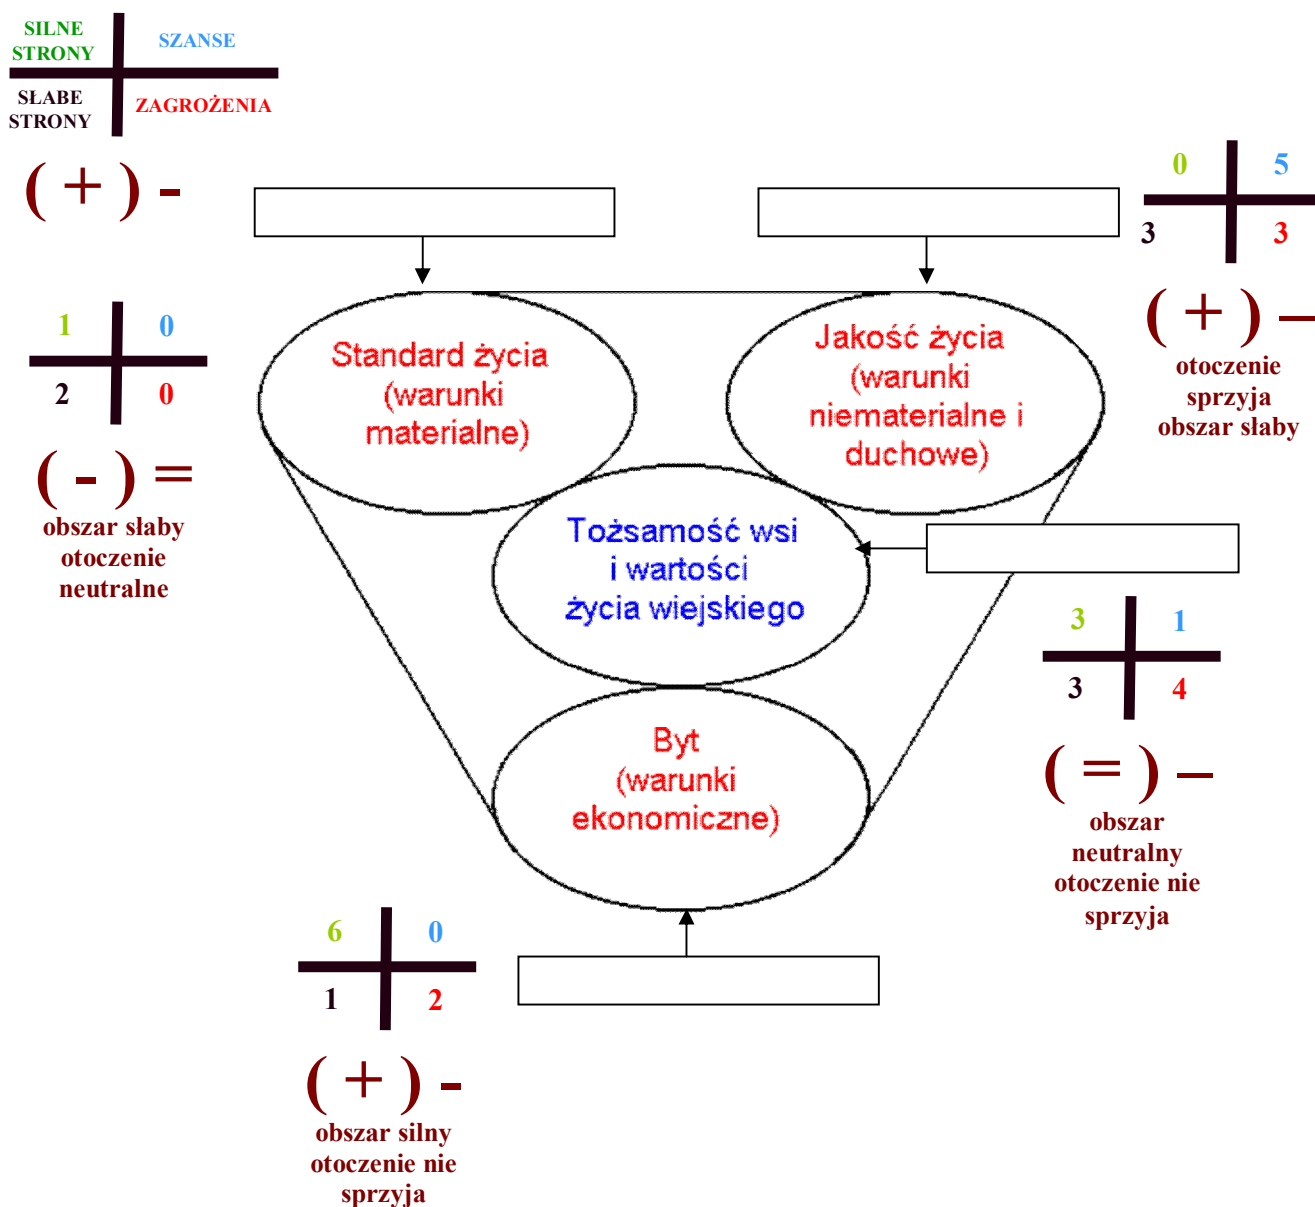 SILNE
STRONY
SZANSE
SŁABE
STRONY
ZAGROŻENIA
( + ) -
0 5
3 3
( + ) –
otoczenie
sprzyja
obszar słaby
1 0
2 0
( - ) =
obszar słaby
otoczenie
neutralne
Standard życia
(warunki
materialne)
Jakość życia
(warunki
niematerialne i
duchowe)
Tożsamość wsi
i wartości
życia wiejskiego
3 1
3 4
( = ) –
obszar
neutralny
otoczenie nie
sprzyja
Byt
(warunki
ekonomiczne)
6 0
1 2
( + ) -
obszar silny
otoczenie nie
sprzyja